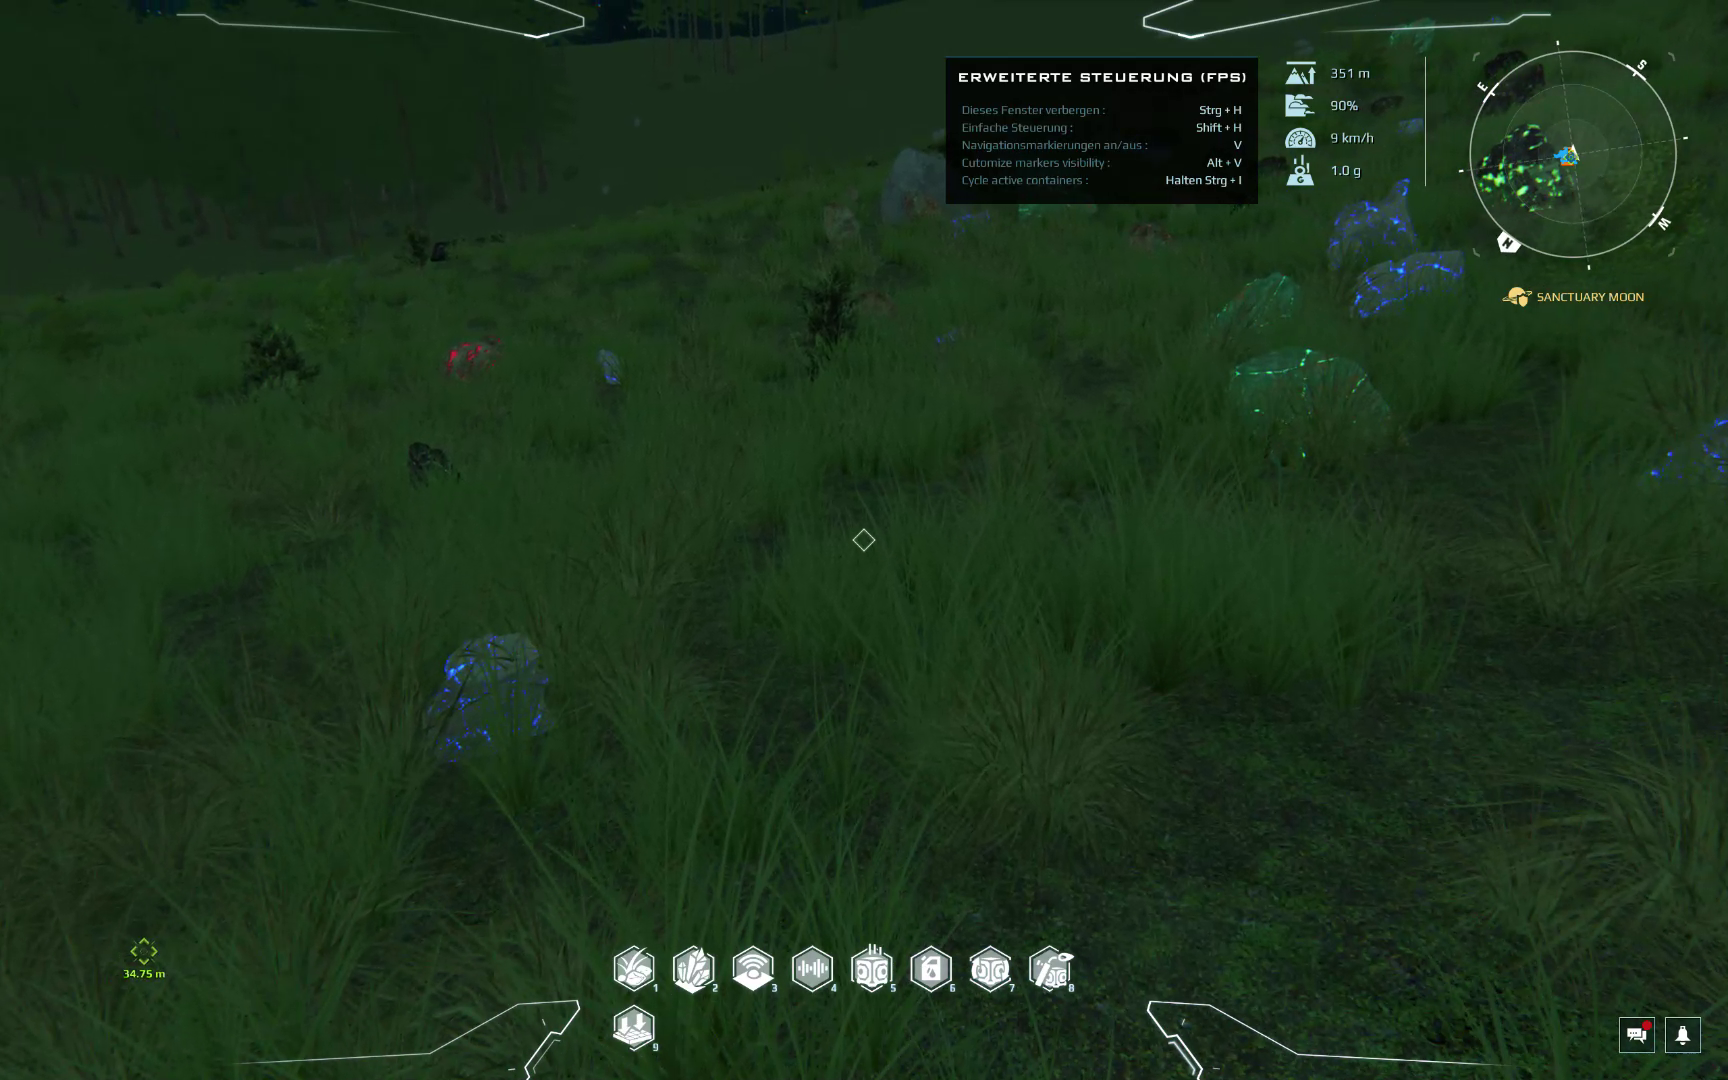 ERWEITERTE STEUERUNG (FPS)
Dieses Fenster verbergen : Strg + H
Einfache Steuerung : Shift + H
Navigationsmarkierungen an/aus : V
Cutomize markers visibility : Alt + V
Cycle active containers : Halten Strg + I
351 m
90%
9 km/h
1.0 g
G
S
E
W
N
SANCTUARY MOON
34.75 m
1 2 3 4 5 6 7 8
9